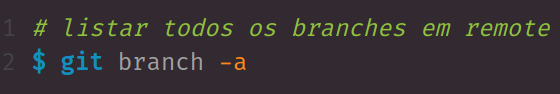 1 # listar todos os branches em remote
2 $ git branch -a